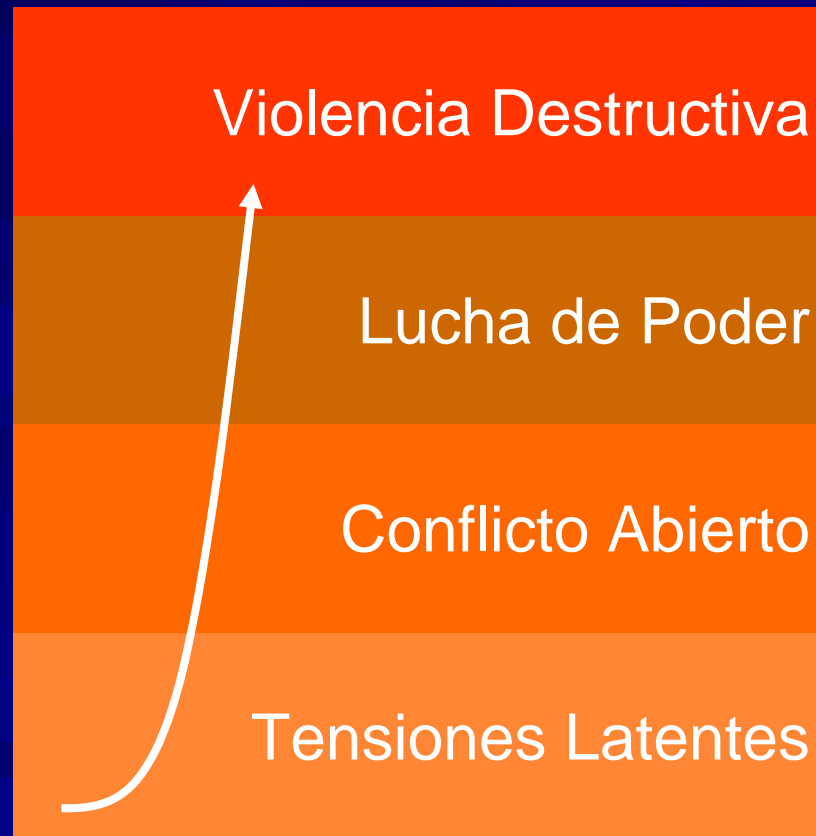 Violencia Destructiva
Lucha de Poder
Conflicto Abierto
Tensiones Latentes